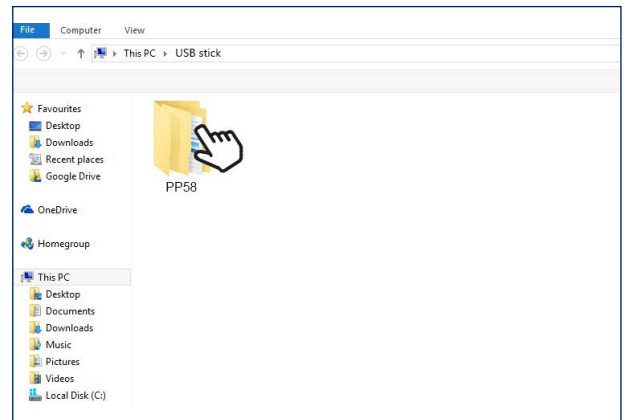 File Computer View
This PC USB stick
Favourites
Desktop
Downloads
Recent places
Google Drive
OneDrive
Homegroup
This PC
Desktop
Documents
Downloads
Music
Pictures
Videos
Local Disk (C:)
PP58